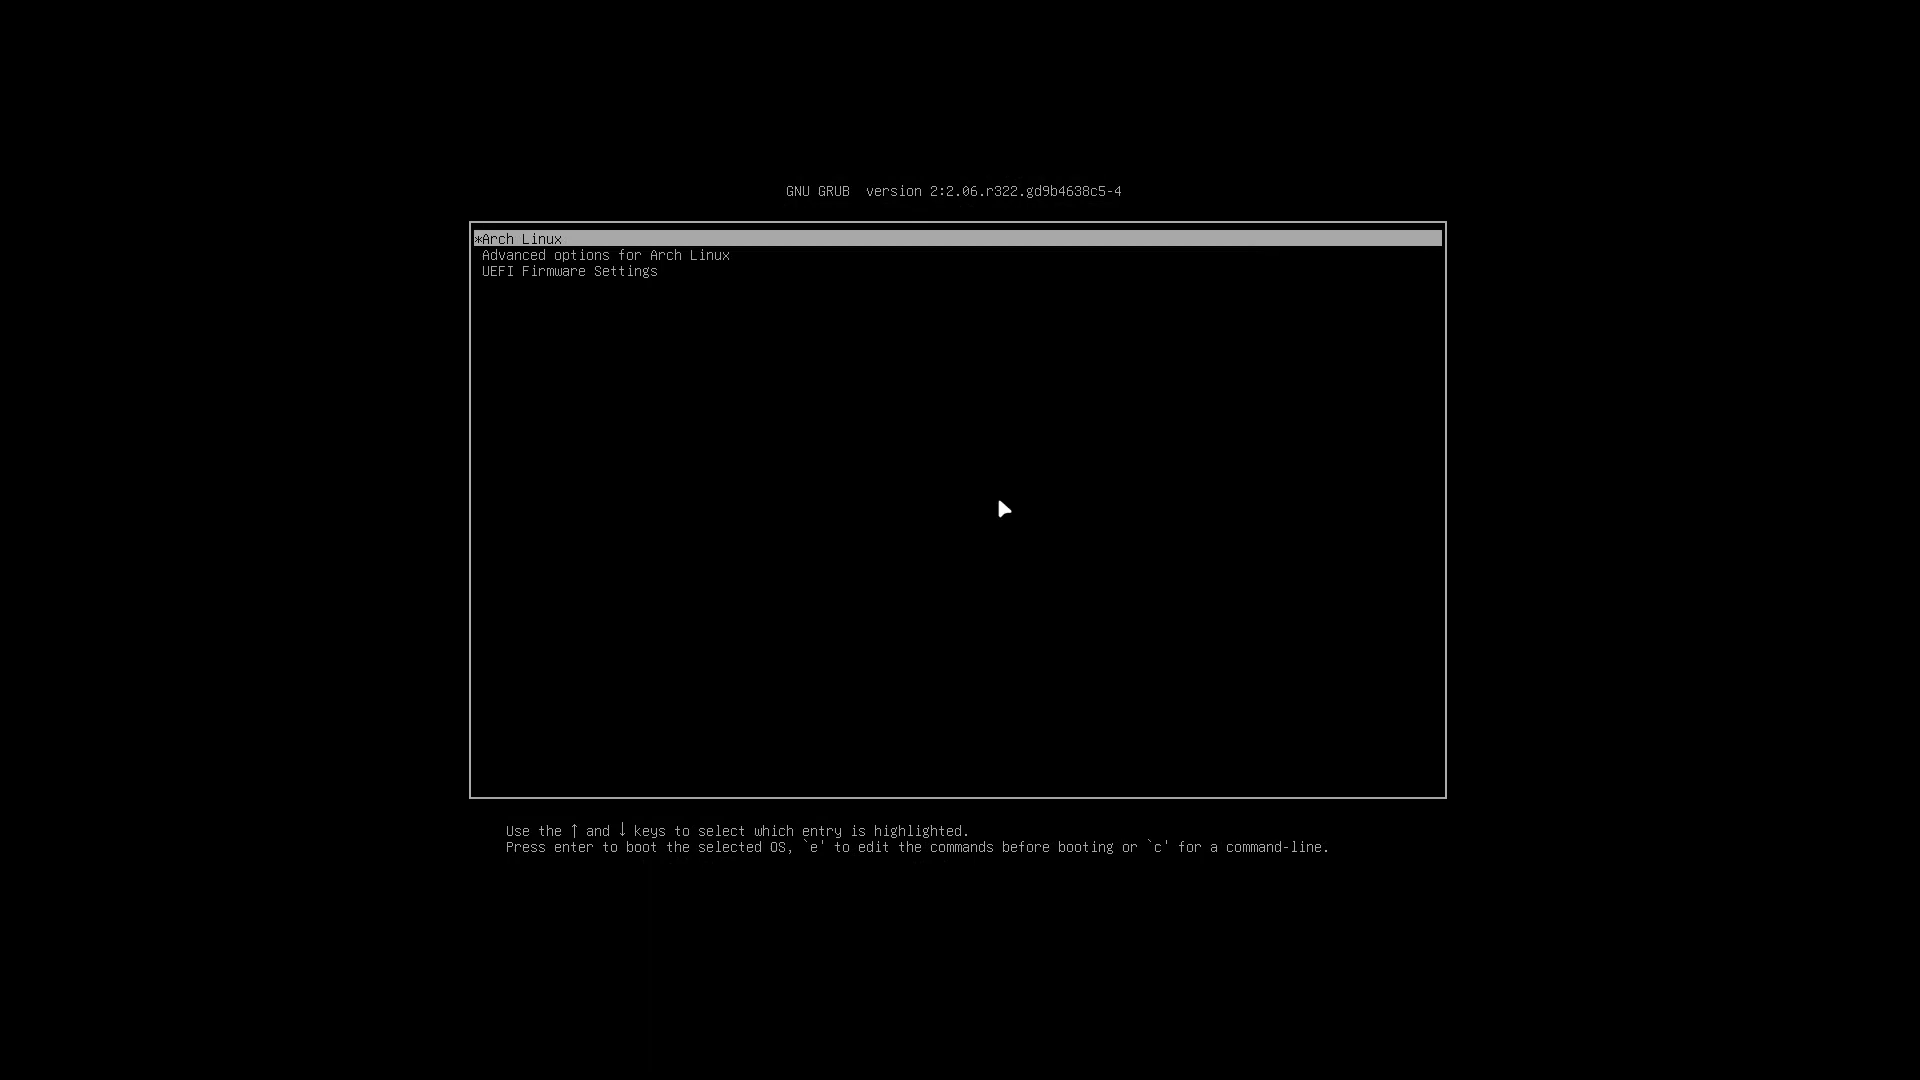 GNU GRUB  version 2:2.06.r322.gd9b4638c5-4
*Arch Linux
Advanced options for Arch Linux
UEFI Firmware Settings
Use the ↑ and ↓ keys to select which entry is highlighted.
Press enter to boot the selected OS, `e' to edit the commands before booting or `c' for a command-line.